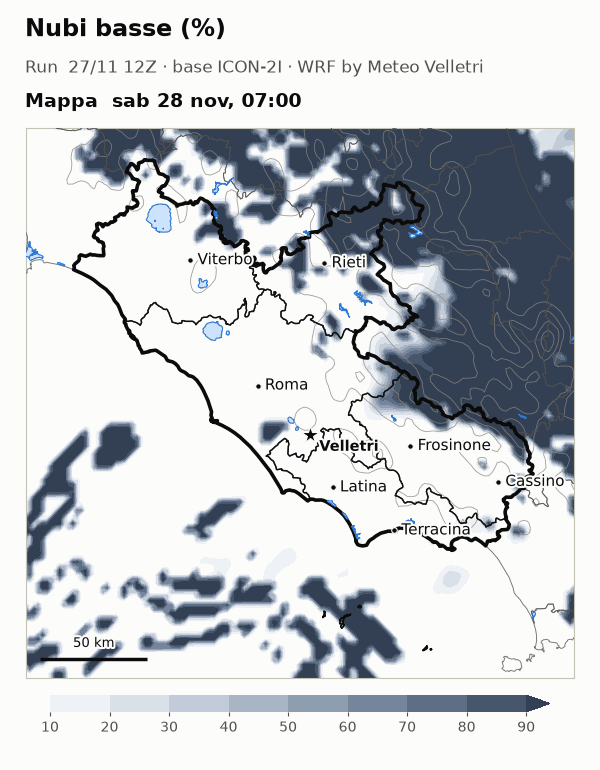 Nubi basse (%)
Run  27/11 12Z · base ICON-2I · WRF by Meteo Velletri
Mappa  sab 28 nov, 07:00
Viterbo
Rieti
Roma
Velletri
Frosinone
Latina
Cassino
Terracina
50 km
10 20 30 40 50 60 70 80 90